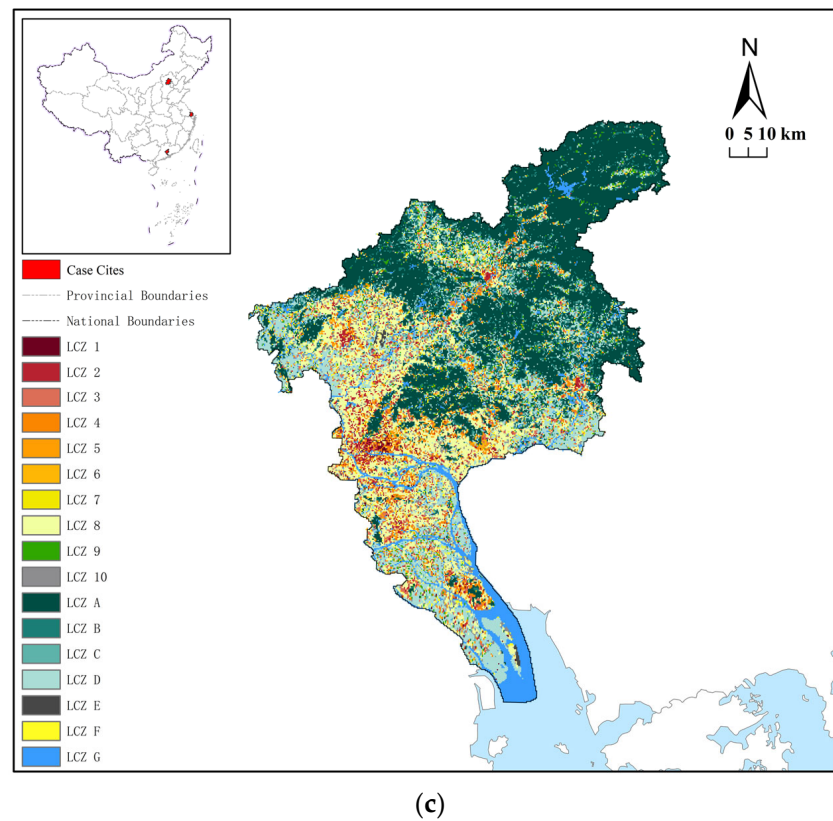 N
0 5 10 km
Case Cites
Provincial Boundaries
National Boundaries
LCZ 1
LCZ 2
LCZ 3
LCZ 4
LCZ 5
LCZ 6
LCZ 7
LCZ 8
LCZ 9
LCZ 10
LCZ A
LCZ B
LCZ C
LCZ D
LCZ E
LCZ F
LCZ G
(c)